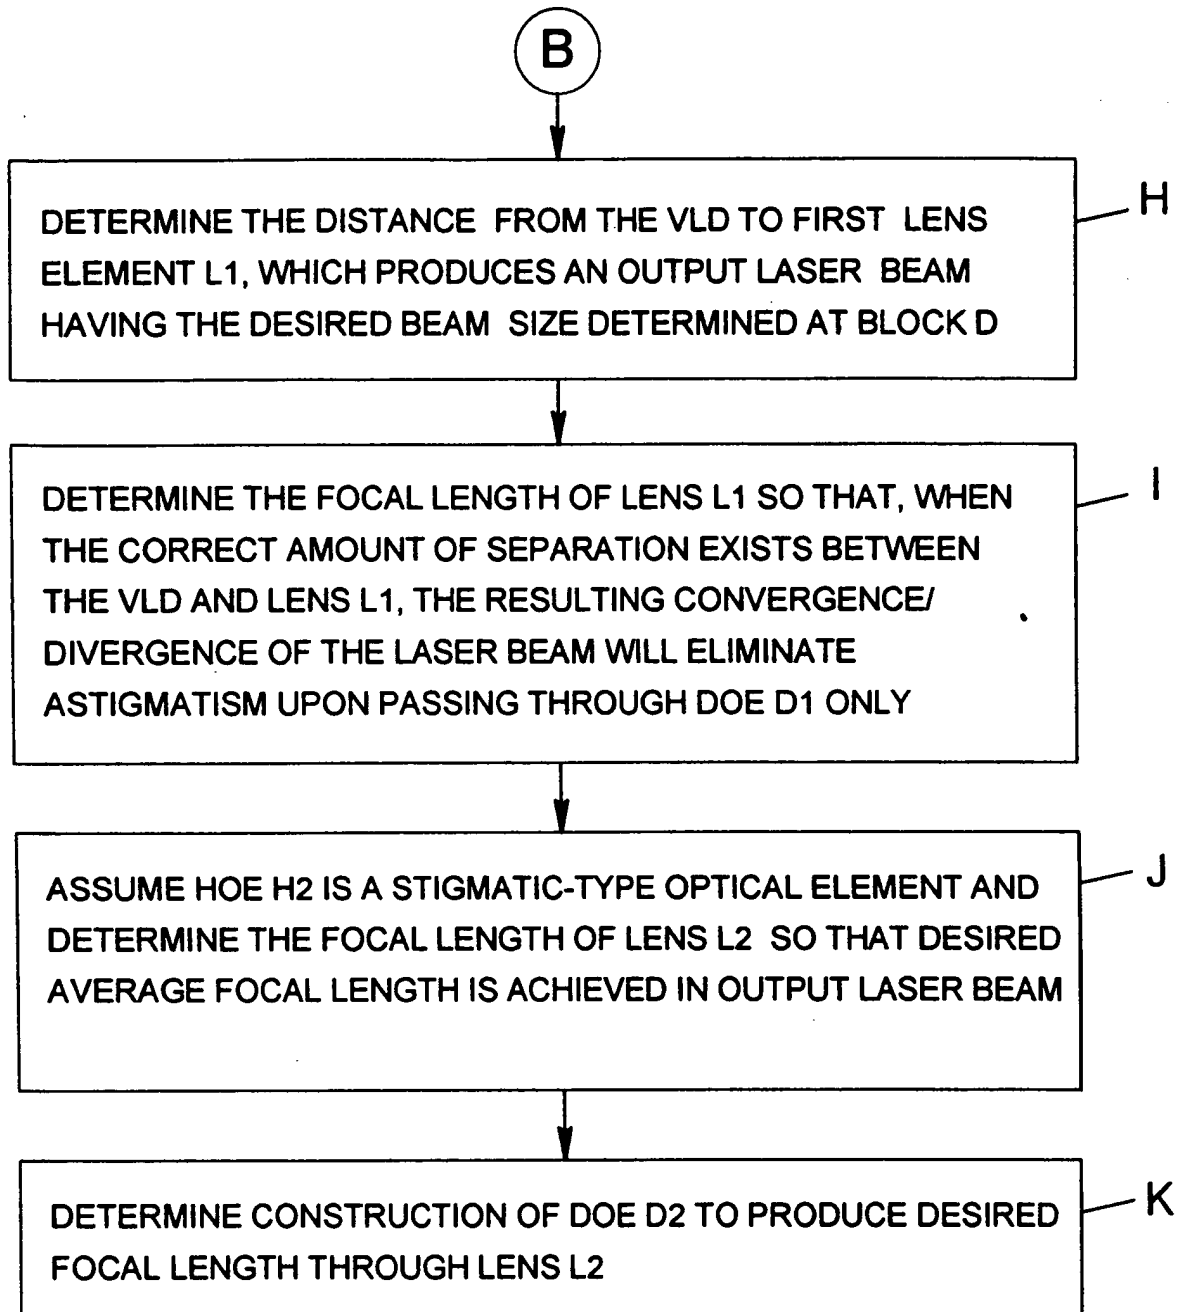 B
DETERMINE THE DISTANCE FROM THE VLD TO FIRST LENS
ELEMENT L1, WHICH PRODUCES AN OUTPUT LASER BEAM
HAVING THE DESIRED BEAM SIZE DETERMINED AT BLOCK D
H
DETERMINE THE FOCAL LENGTH OF LENS L1 SO THAT, WHEN
THE CORRECT AMOUNT OF SEPARATION EXISTS BETWEEN
THE VLD AND LENS L1, THE RESULTING CONVERGENCE/
DIVERGENCE OF THE LASER BEAM WILL ELIMINATE
ASTIGMATISM UPON PASSING THROUGH DOE D1 ONLY
I
ASSUME HOE H2 IS A STIGMATIC-TYPE OPTICAL ELEMENT AND
DETERMINE THE FOCAL LENGTH OF LENS L2 SO THAT DESIRED
AVERAGE FOCAL LENGTH IS ACHIEVED IN OUTPUT LASER BEAM
J
DETERMINE CONSTRUCTION OF DOE D2 TO PRODUCE DESIRED
FOCAL LENGTH THROUGH LENS L2
K